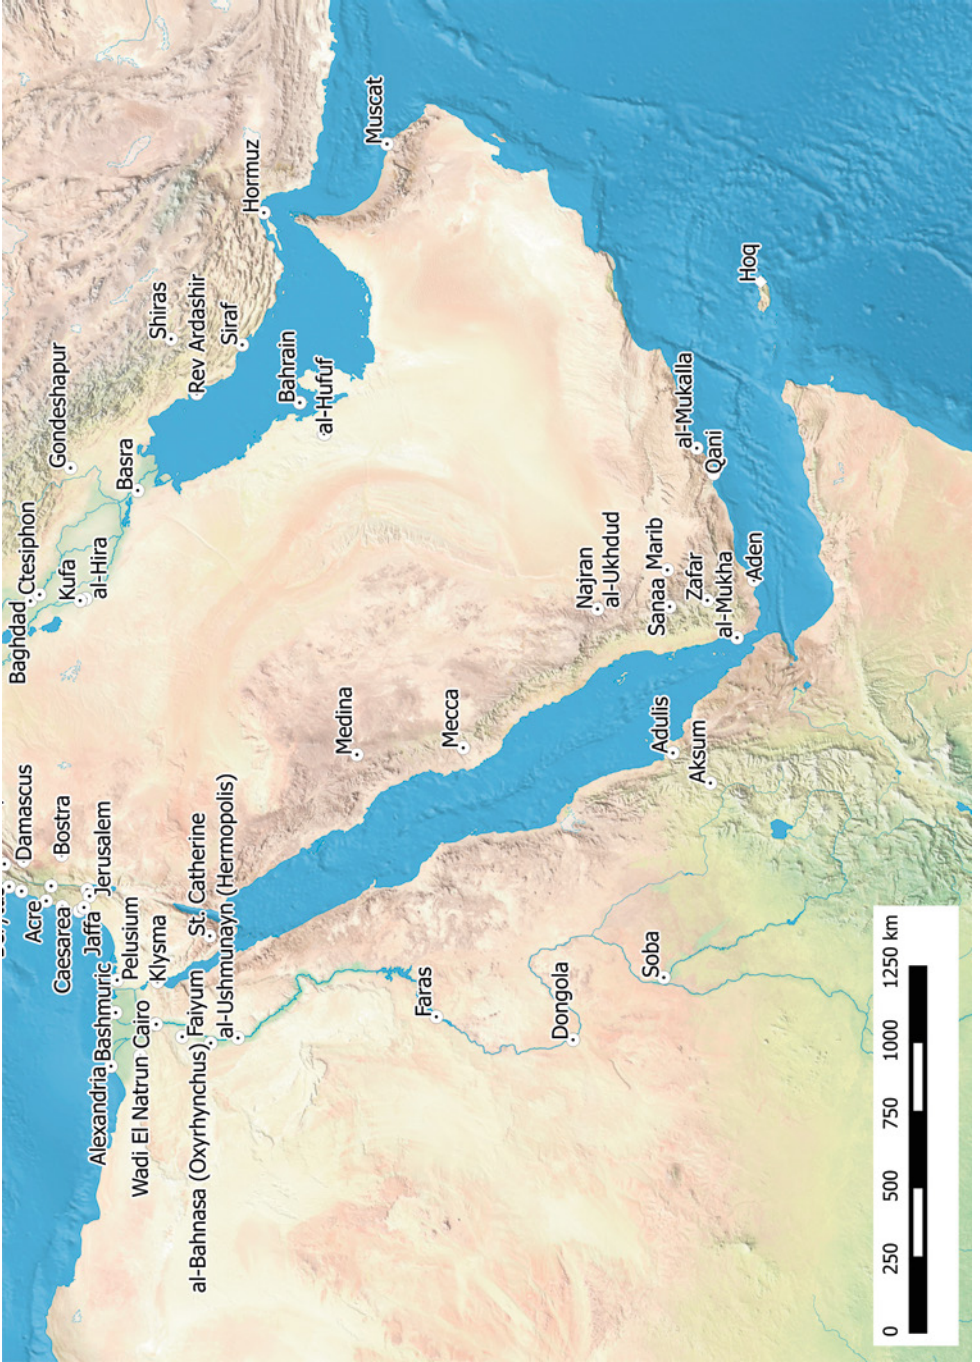 Damascus
Acre
Bostra
Caesarea
Jaffa
Jerusalem
Alexandria
Bashmuric
Pelusium
Wadi El Natrun
Cairo
Klysma
Faiyum
St. Catherine
al-Bahnasa (Oxyrhynchus)
al-Ushmunayn (Hermopolis)
Baghdad
Ctesiphon
Kufa
al-Hira
Gondeshapur
Basra
Shiras
Rev Ardashir
Siraf
Hormuz
Bahrain
al-Hufuf
Muscat
Medina
Mecca
Faras
Dongola
Soba
Najran
al-Ukhdud
Sanaa
Marib
Zafar
al-Mukha
Aden
Adulis
Aksum
al-Mukalla
Qani
Hoq
0
250
500
750
1000
1250 km